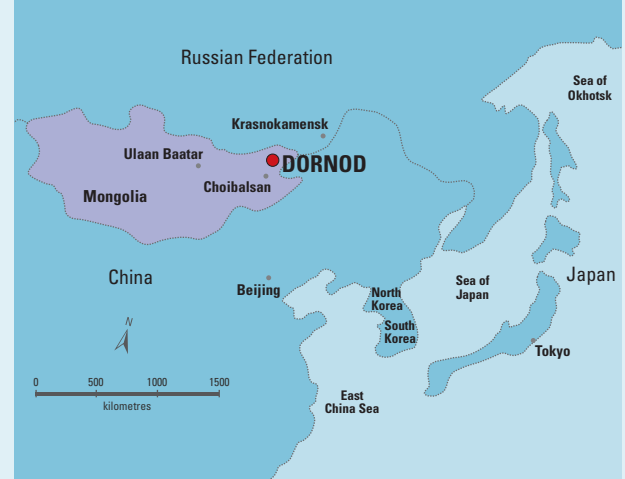 Russian Federation
Sea of
Okhotsk
Krasnokamensk
Ulaan Baatar
DORNOD
Choibalsan
Mongolia
China
Beijing
North
Korea
South
Korea
Sea of
Japan
Japan
Tokyo
N
0 500 1000 1500
kilometres
East
China Sea